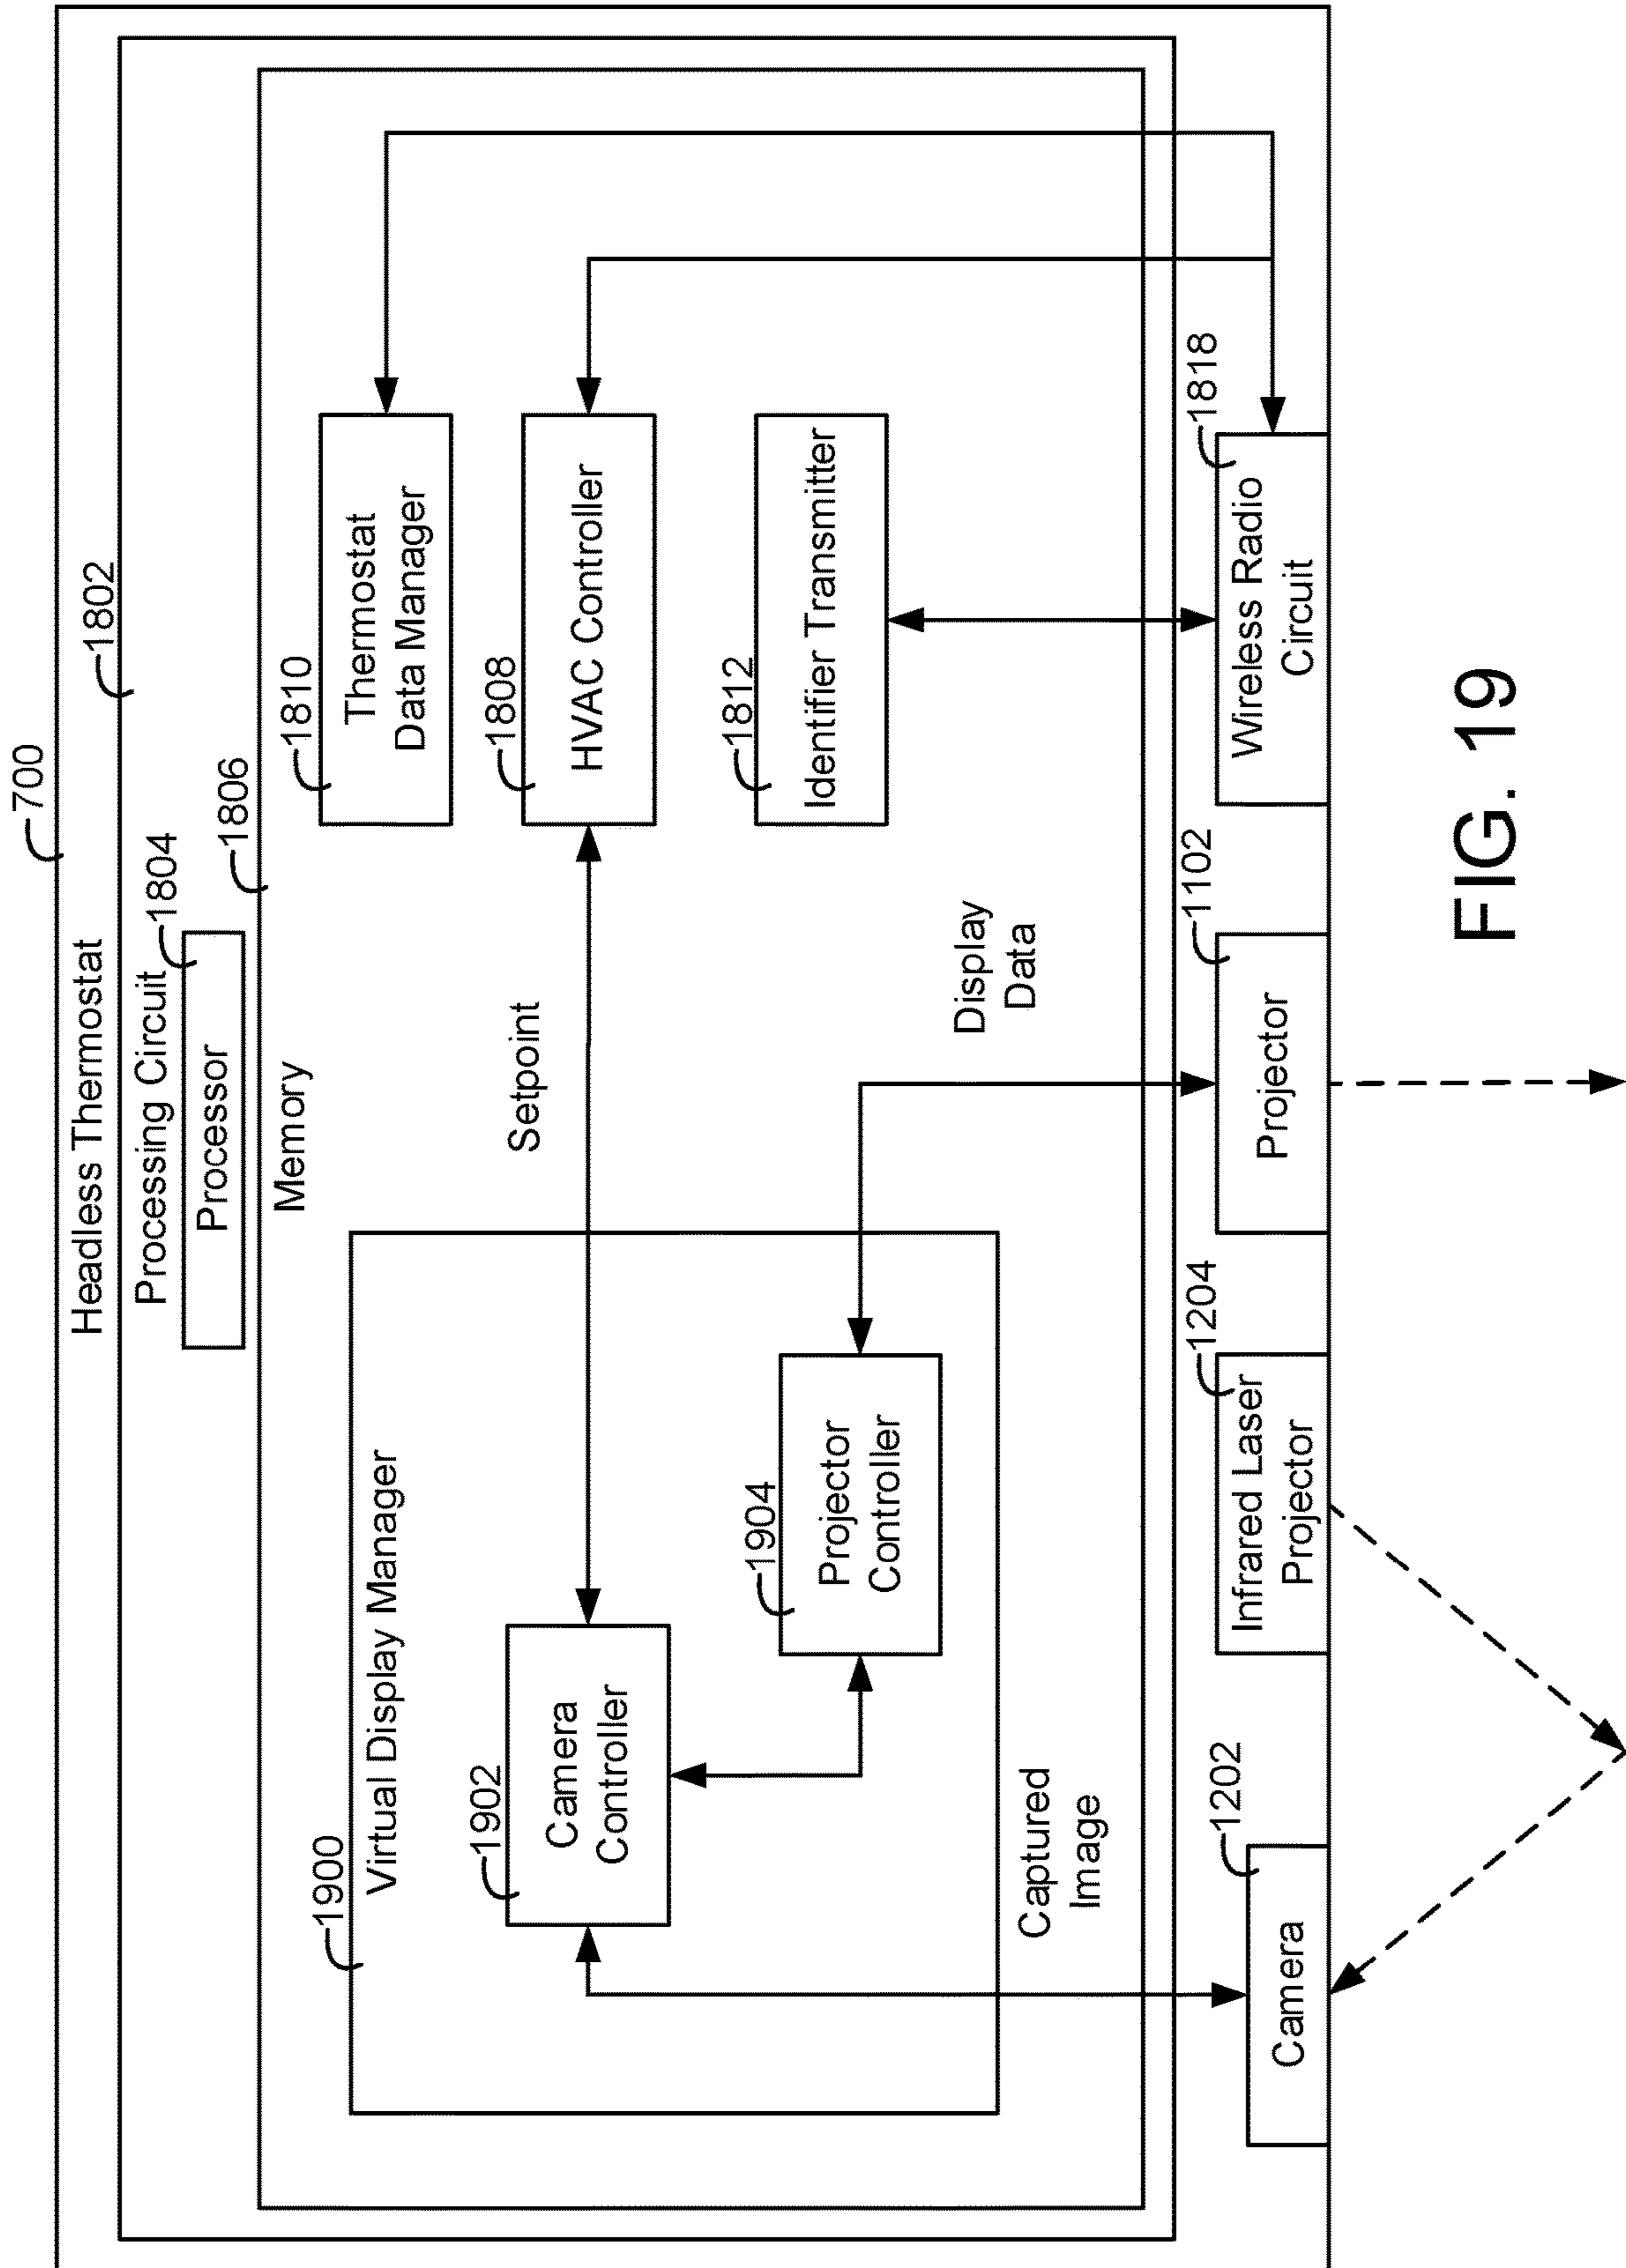 700
Headless Thermostat
1802
Processing Circuit
1804
Processor
1806
Memory
1900
Virtual Display Manager
1902
Camera
Controller
1904
Projector
Controller
Setpoint
1810
Thermostat
Data Manager
1808
HVAC Controller
1812
Identifier Transmitter
Captured
Image
Display
Data
1202
Camera
1204
Infrared Laser
Projector
1102
Projector
1818
Wireless Radio
Circuit
FIG. 19